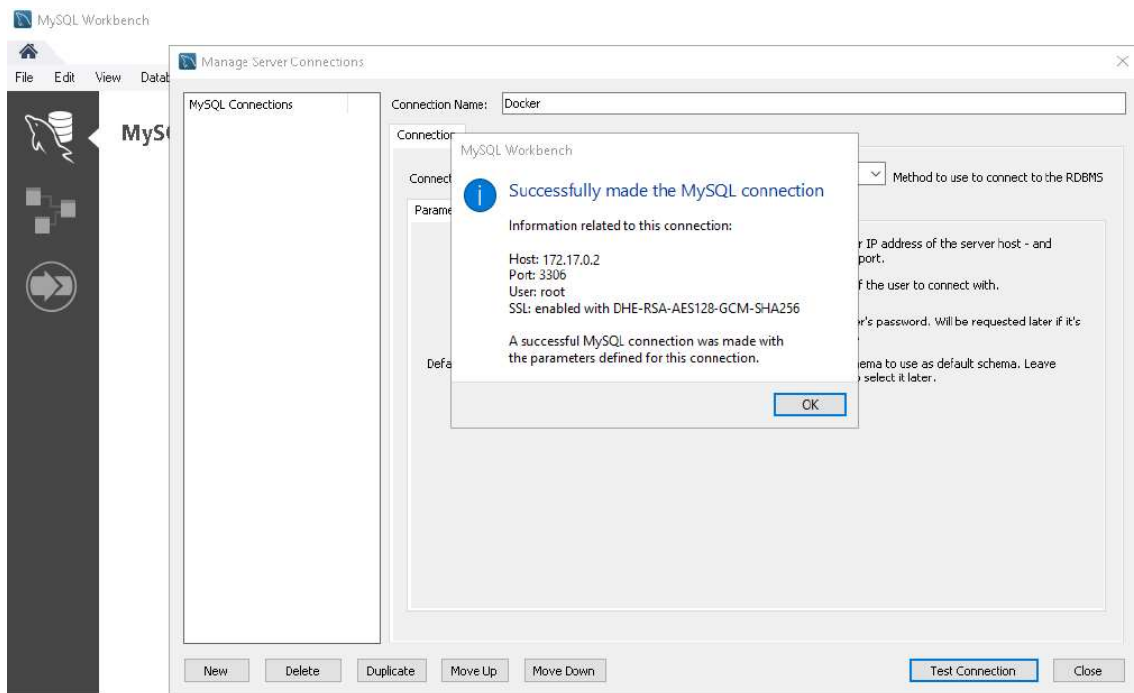 MySQL Workbench
File Edit View Datab
MySQ
Manage Server Connections
MySQL Connections
Connection Name: Docker
Connection
Connect
Method to use to connect to the RDBMS
Parame
r IP address of the server host - and
port.
f the user to connect with.
er's password. Will be requested later if it's
Defa
ema to use as default schema. Leave
o select it later.
MySQL Workbench
Successfully made the MySQL connection
Information related to this connection:
Host: 172.17.0.2
Port: 3306
User: root
SSL: enabled with DHE-RSA-AES128-GCM-SHA256
A successful MySQL connection was made with
the parameters defined for this connection.
OK
New Delete Duplicate Move Up Move Down Test Connection Close